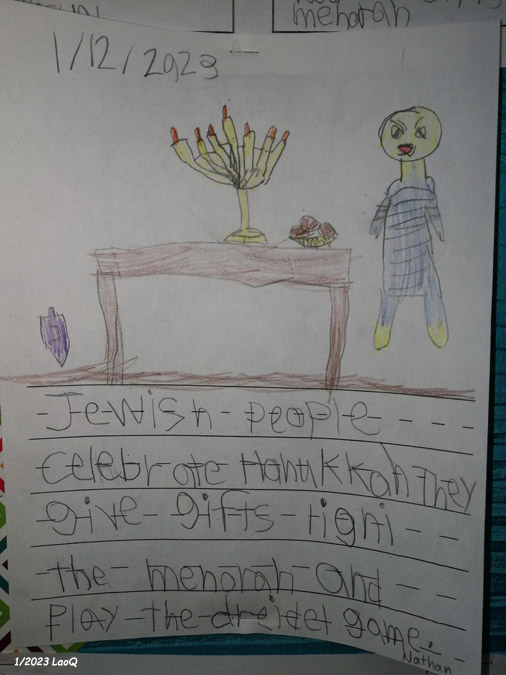 menorah
1/12/2023
Jewish people
celebrate Hanukkah they
give gifts light
the menorah and
play the dreidel game.
Nathan
1/2023 LaoQ